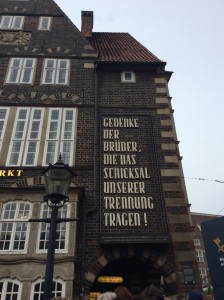 GEDENKE
DER
BRÜDER,
DIE DAS
SCHICKSAL
UNSERER
TRENNUNG
TRAGEN!
RKT